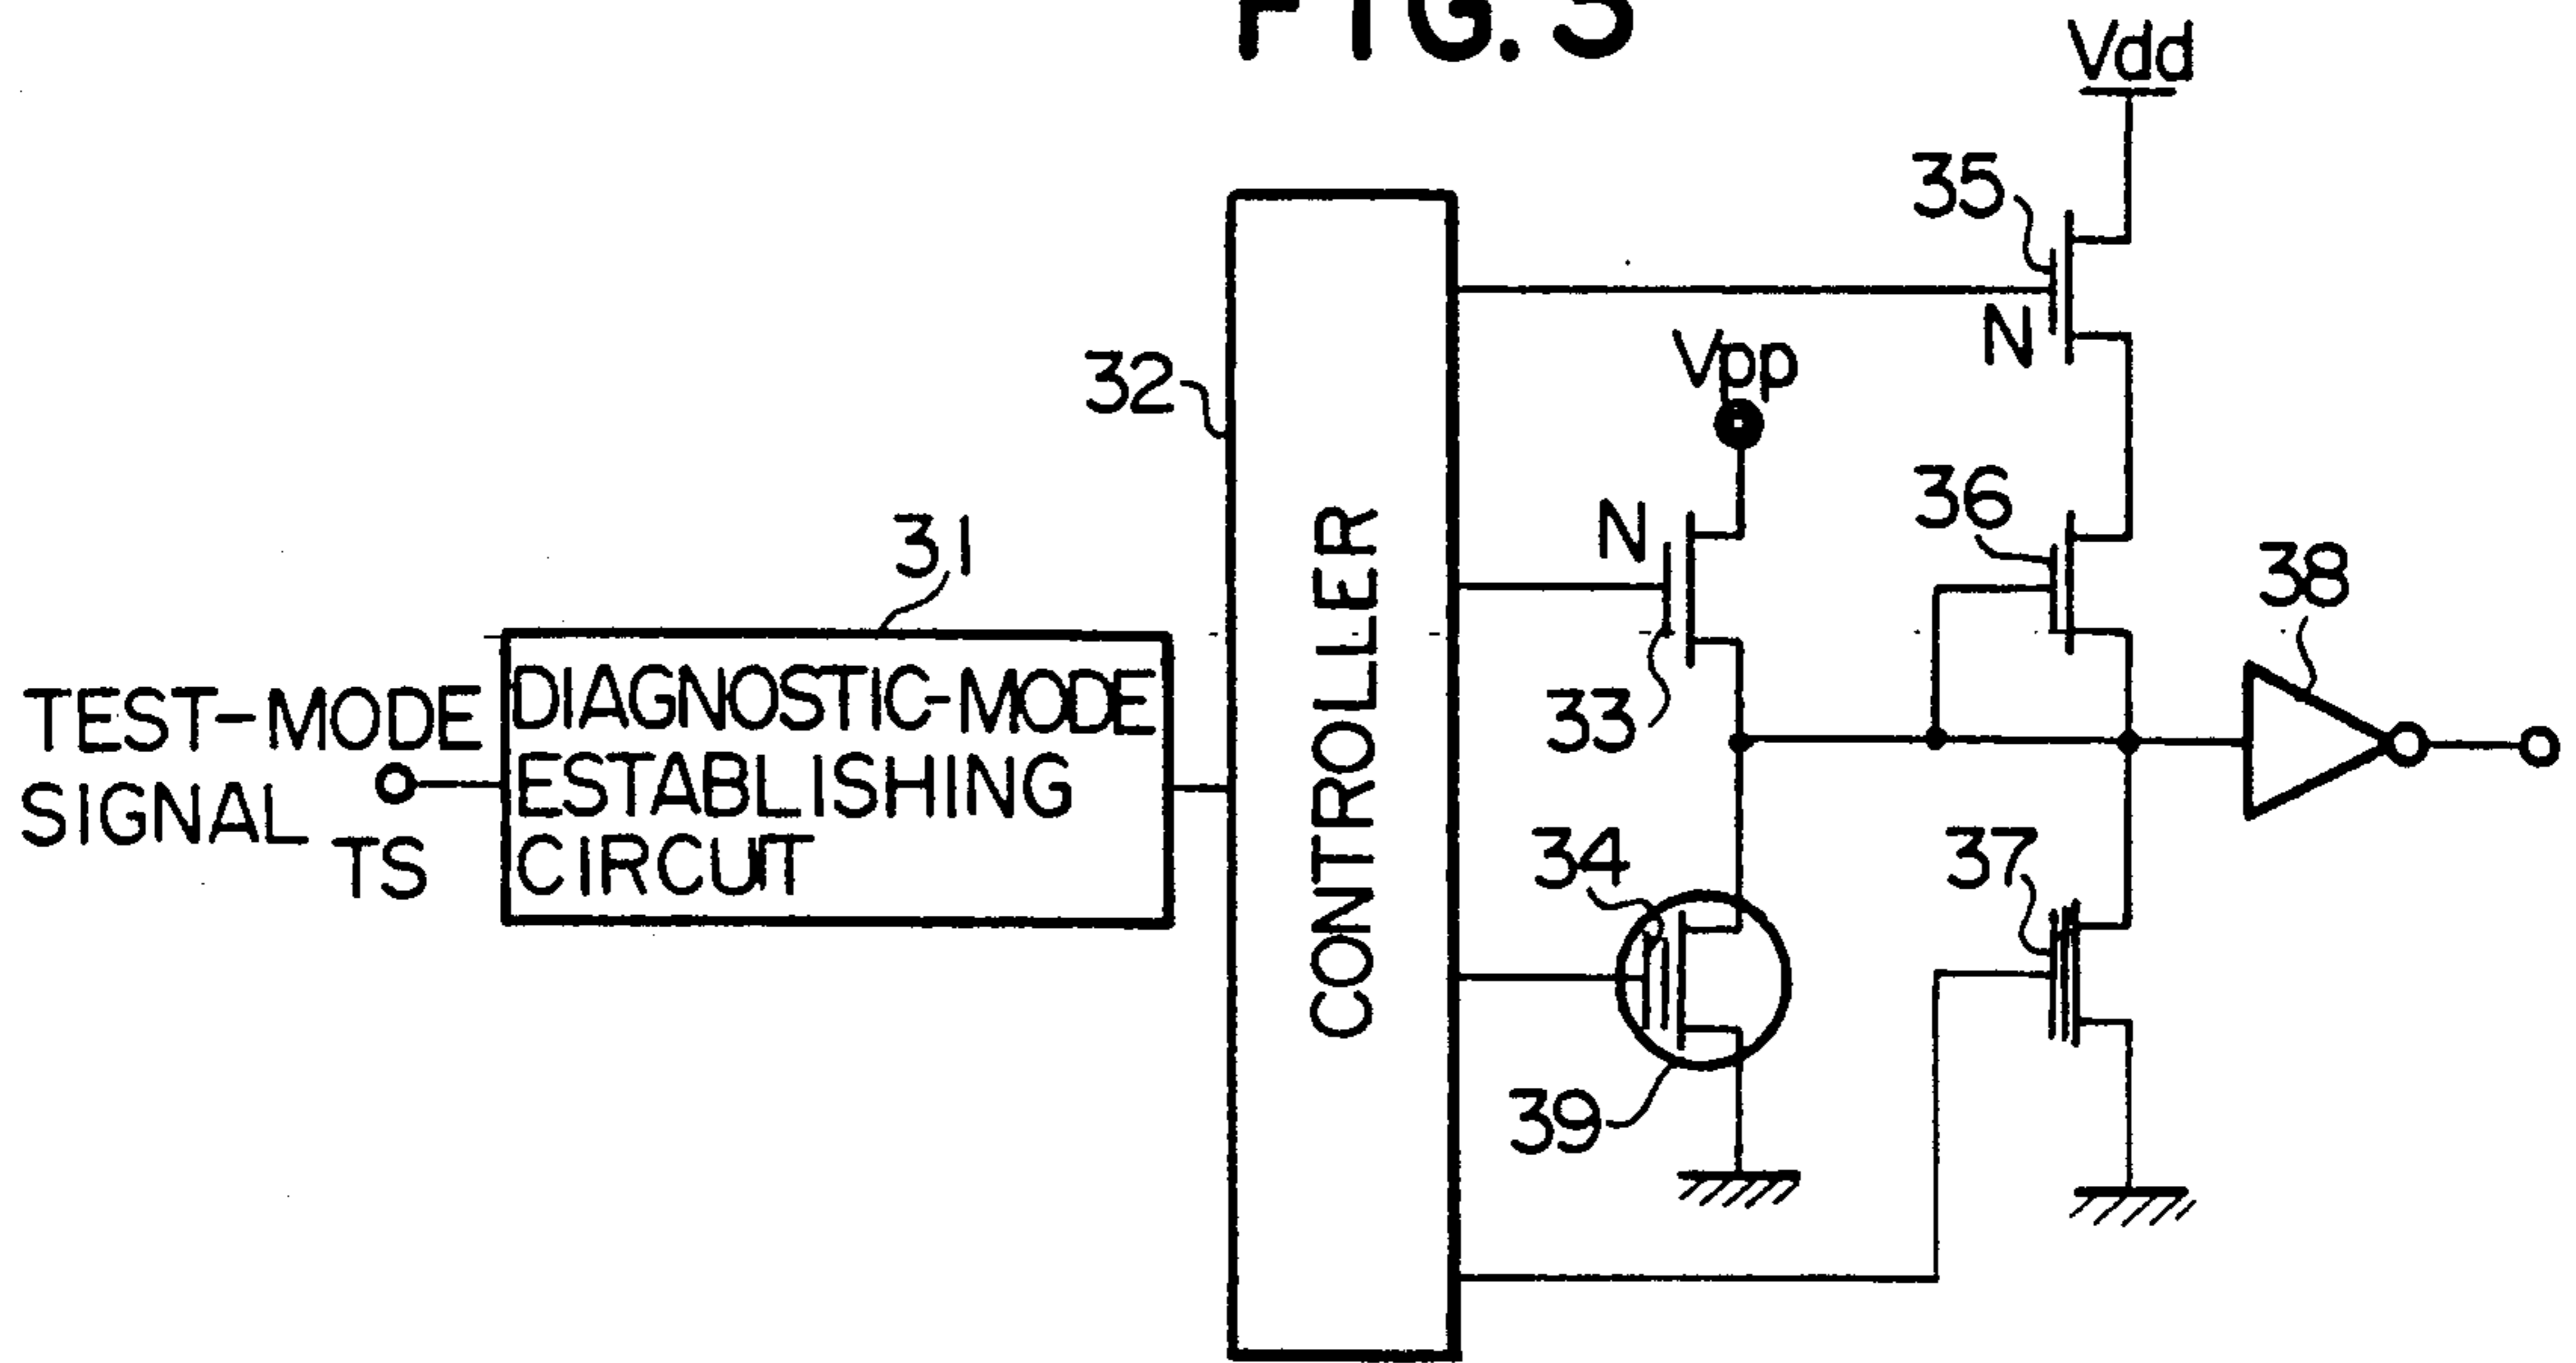 FIG. 3
Vdd
35
N
Vpp
32
36
N
31
38
CONTROLLER
33
TEST-MODE
SIGNAL
TS
DIAGNOSTIC-MODE
ESTABLISHING
CIRCUIT
34
37
39